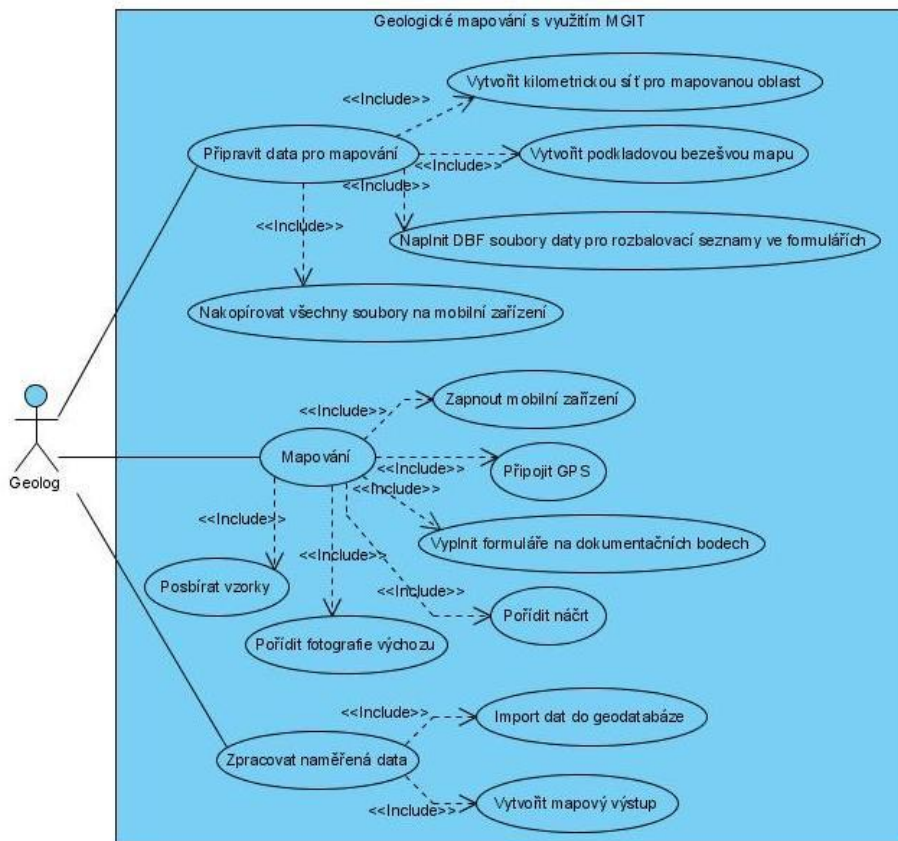 Geologické mapování s využitím MGIT
Vytvořit kilometrickou síť pro mapovanou oblast
<<Include>>
Připravit data pro mapování
<<Include>>
Vytvořit podkladovou bezešvou mapu
<<Include>>
<<Include>>
Naplnit DBF soubory daty pro rozbalovací seznamy ve formulářích
Nakopírovat všechny soubory na mobilní zařízení
Zapnout mobilní zařízení
<<Include>>
Mapování
<<Include>>
Připojit GPS
Geolog
<<Include>>
<<Include>>
Vyplnit formuláře na dokumentačních bodech
<<Include>>
Posbírat vzorky
<<Include>>
Pořídit náčrt
Pořídit fotografie výchozu
<<Include>>
Import dat do geodatabáze
Zpracovat naměřená data
<<Include>>
Vytvořit mapový výstup